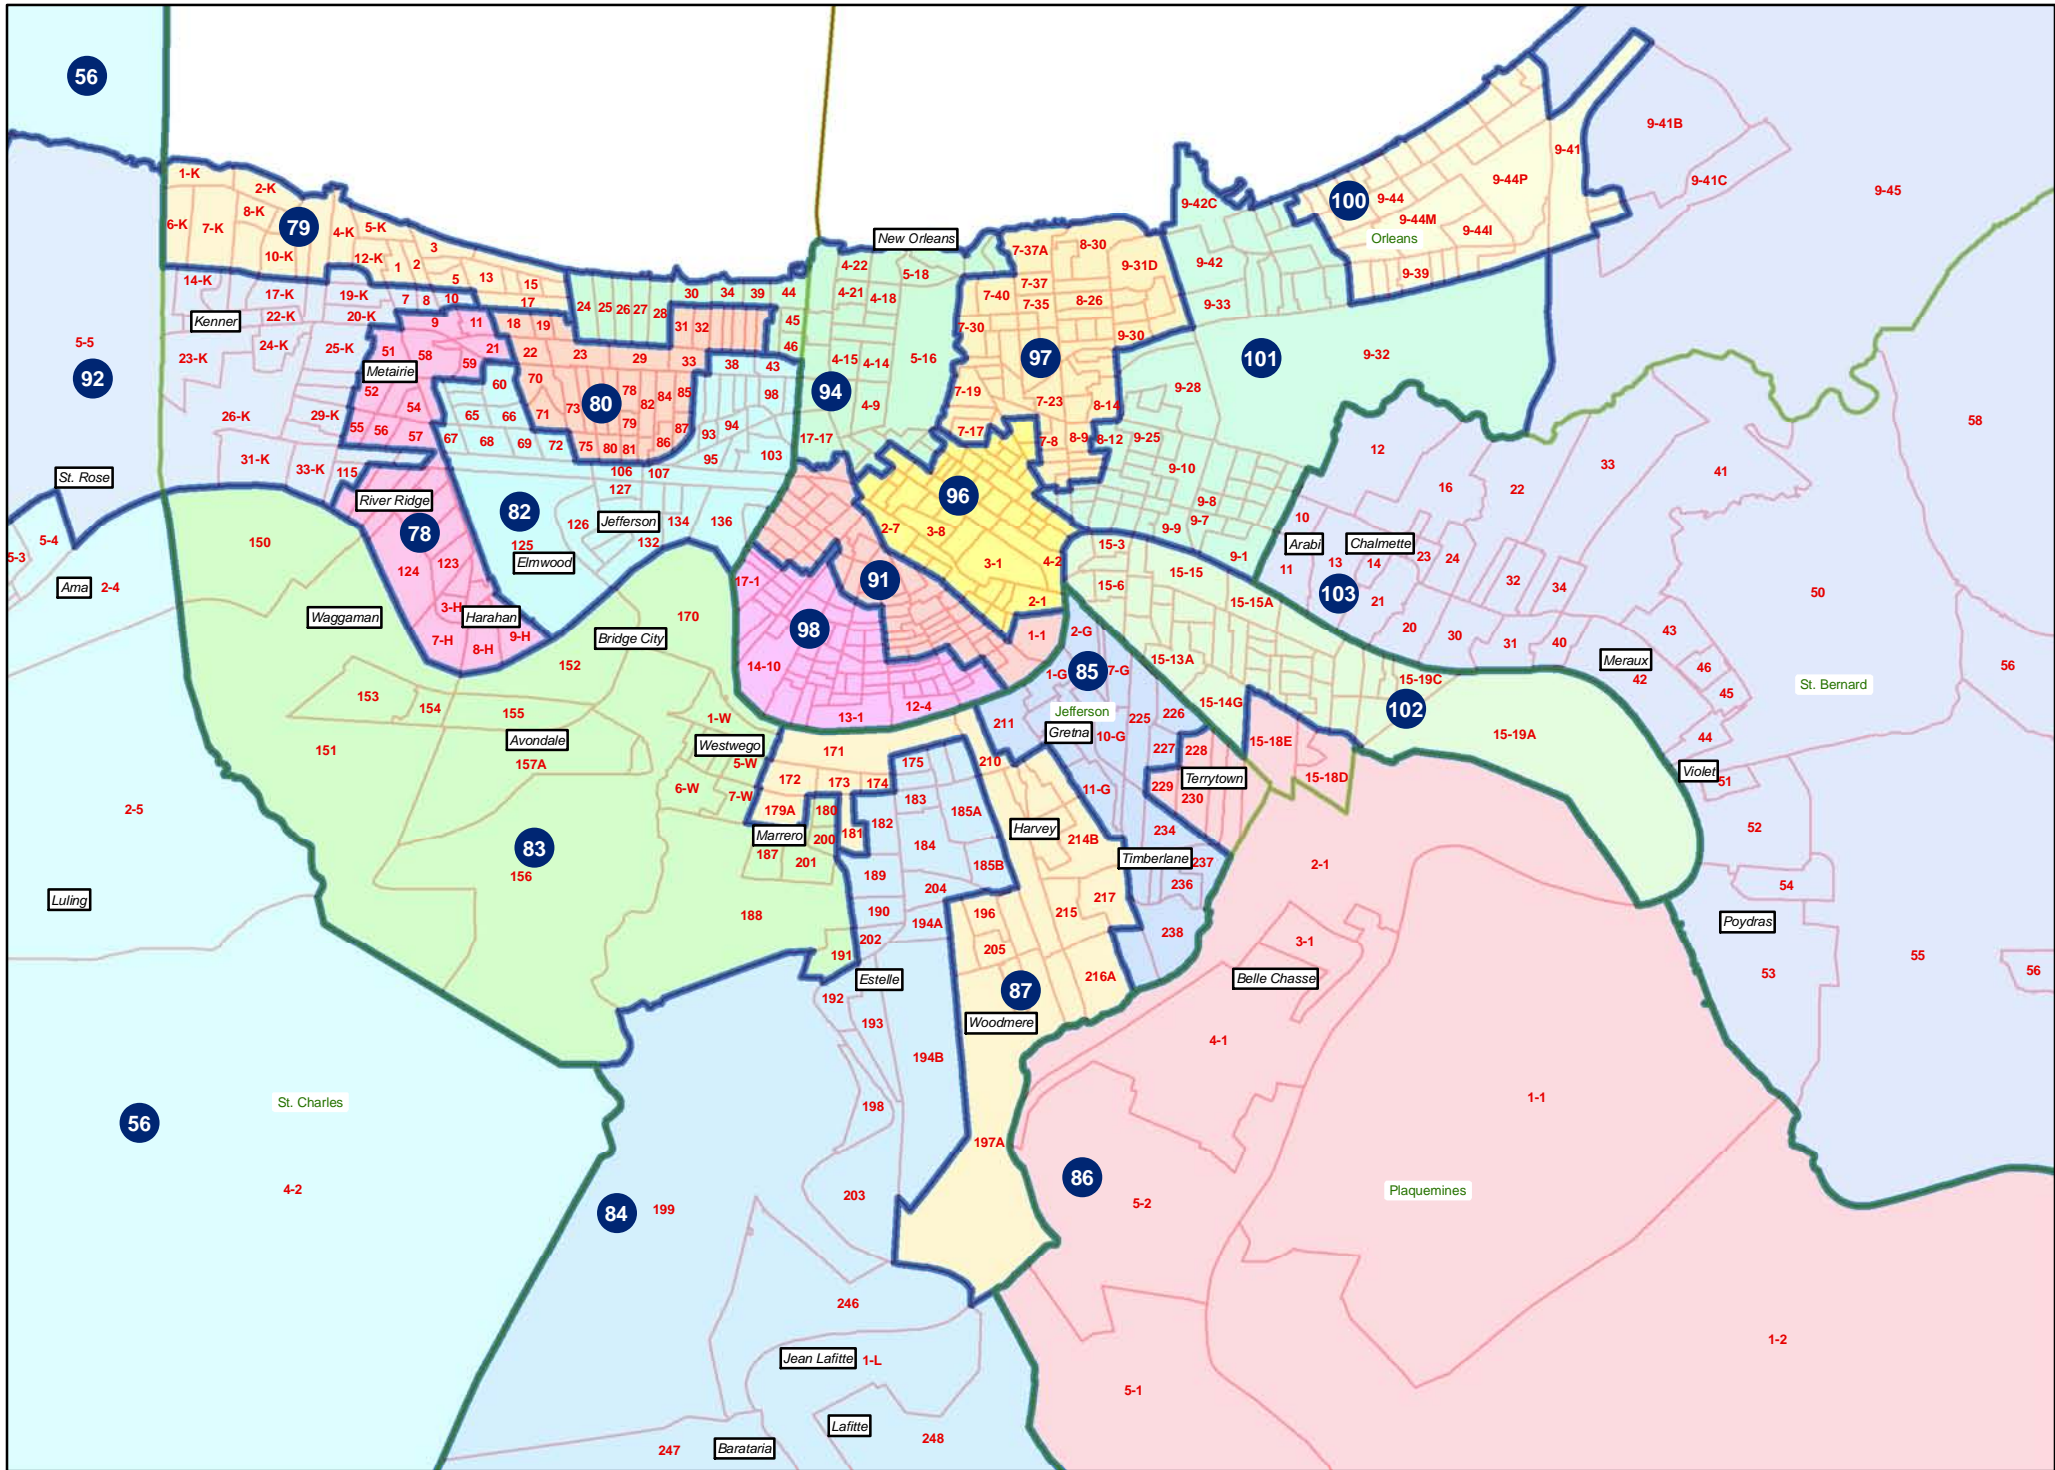 56
1-K
2-K
8-K
79
6-K
7-K
4-K
5-K
3
10-K
12-K
1
2
5
13
15
14-K
17-K
19-K
7
8
10
17
22-K
20-K
9
11
18
19
Kenner
23-K
24-K
25-K
51
58
21
59
22
23
Metairie
52
60
70
54
65
66
71
26-K
29-K
55
56
57
67
68
69
72
31-K
33-K
115
St. Rose
River Ridge
78
82
5-5
92
5-4
5-3
Ama
2-4
150
24
25
26
27
28
30
34
39
44
31
32
45
46
29
33
38
43
78
84
85
98
73
80
82
79
87
94
93
75
80
81
86
95
103
106
107
127
126
Jefferson
134
136
132
125
Elmwood
124
123
3-H
Harahan
7-H
9-H
8-H
Waggaman
Bridge City
170
152
153
154
155
Avondale
157A
151
1-W
Westwego
5-W
6-W
7-W
83
156
2-5
Luling
New Orleans
4-22
5-18
4-21
4-18
4-15
4-14
5-16
94
4-9
17-17
7-37A
8-30
9-31D
7-37
7-40
7-35
8-26
7-30
9-30
97
7-19
7-23
8-14
7-17
7-8
8-9
8-12
96
2-7
3-8
3-1
4-2
2-1
91
17-1
98
1-1
14-10
12-4
13-1
9-42C
9-42
9-33
100
9-44
9-44M
Orleans
9-44I
9-44P
9-39
9-41
9-41B
9-41C
9-45
101
9-32
9-28
9-25
9-10
9-8
9-7
9-9
9-1
12
16
22
33
41
58
10
Arabi
Chalmette
11
13
14
23
24
103
21
32
34
20
30
31
40
43
Meraux
42
46
45
44
50
56
St. Bernard
15-3
15-15
15-6
15-15A
2-G
85
7-G
1-G
15-13A
15-19C
102
15-14G
15-19A
Jefferson
Gretna
211
225
226
10-G
227
228
15-18E
15-18D
Terrytown
229
230
11-G
234
Violet
51
52
54
Poydras
53
55
56
171
172
173
174
175
210
179A
180
181
182
183
185A
Harvey
214B
Marrero
200
187
201
184
185B
Timberlane
237
236
189
204
217
215
188
190
194A
196
238
202
205
191
Estelle
216A
87
Woodmere
192
193
194B
198
197A
203
2-1
3-1
Belle Chasse
4-1
1-1
86
5-2
Plaquemines
1-2
5-1
St. Charles
56
4-2
84
199
246
Jean Lafitte
1-L
Lafitte
248
247
Barataria